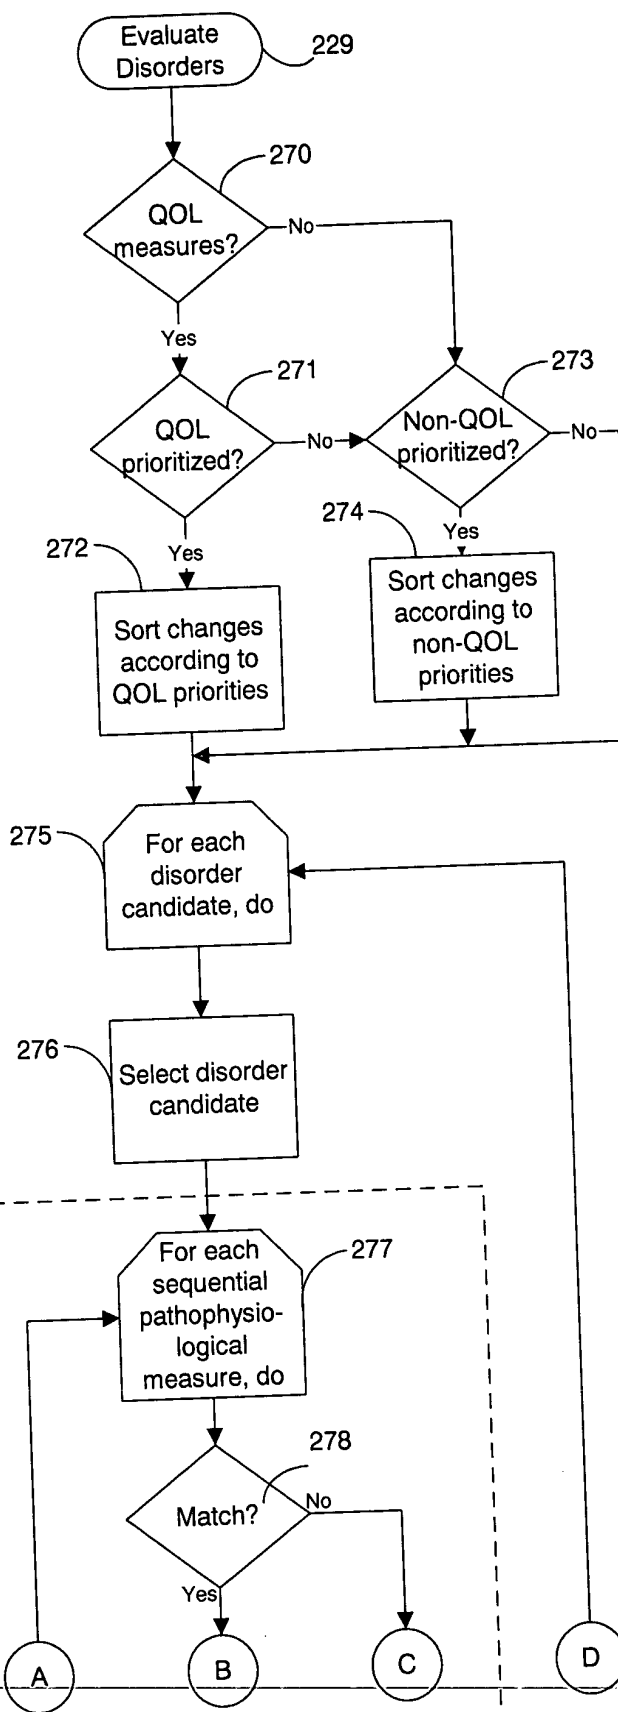 Evaluate
Disorders
229
270
QOL
measures?
No
Yes
271
273
QOL
prioritized?
No
Non-QOL
prioritized?
No
274
Yes
272
Yes
Sort changes
according to
non-QOL
priorities
Sort changes
according to
QOL priorities
275
For each
disorder
candidate, do
276
Select disorder
candidate
277
For each
sequential
pathophysio-
logical
measure, do
278
Match?
No
Yes
A
B
C
D